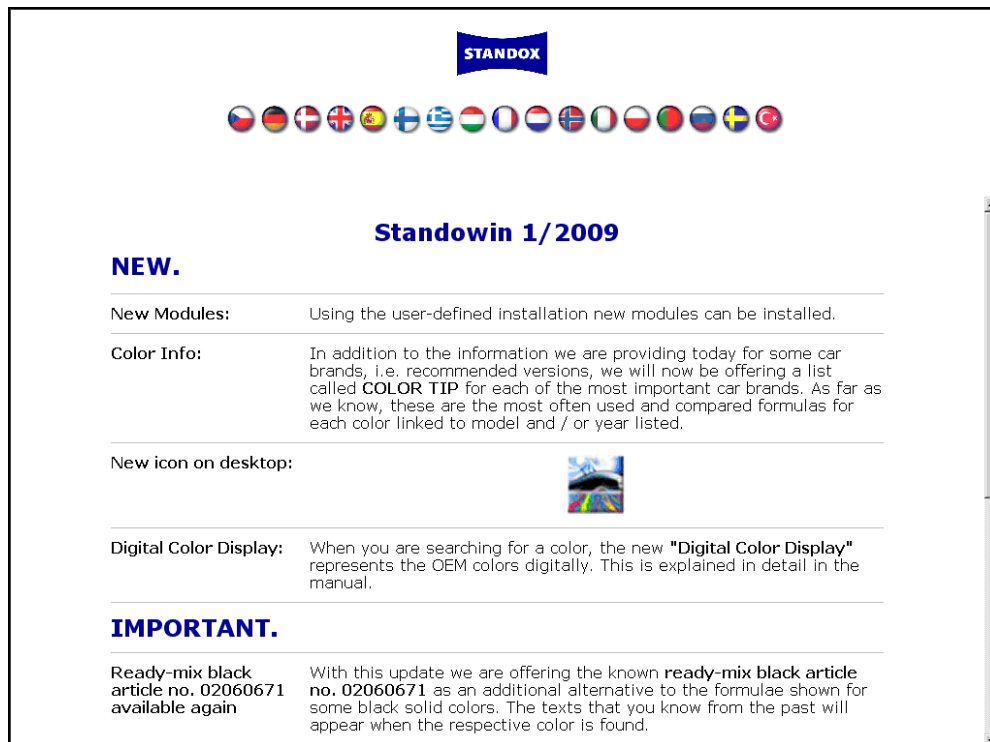 STANDOX
Standowin 1/2009
NEW.
New Modules:
Using the user-defined installation new modules can be installed.
Color Info:
In addition to the information we are providing today for some car
brands, i.e. recommended versions, we will now be offering a list
called COLOR TIP for each of the most important car brands. As far as
we know, these are the most often used and compared formulas for
each color linked to model and / or year listed.
New icon on desktop:
Digital Color Display:
When you are searching for a color, the new "Digital Color Display"
represents the OEM colors digitally. This is explained in detail in the
manual.
IMPORTANT.
Ready-mix black
article no. 02060671
available again
With this update we are offering the known ready-mix black article
no. 02060671 as an additional alternative to the formulae shown for
some black solid colors. The texts that you know from the past will
appear when the respective color is found.